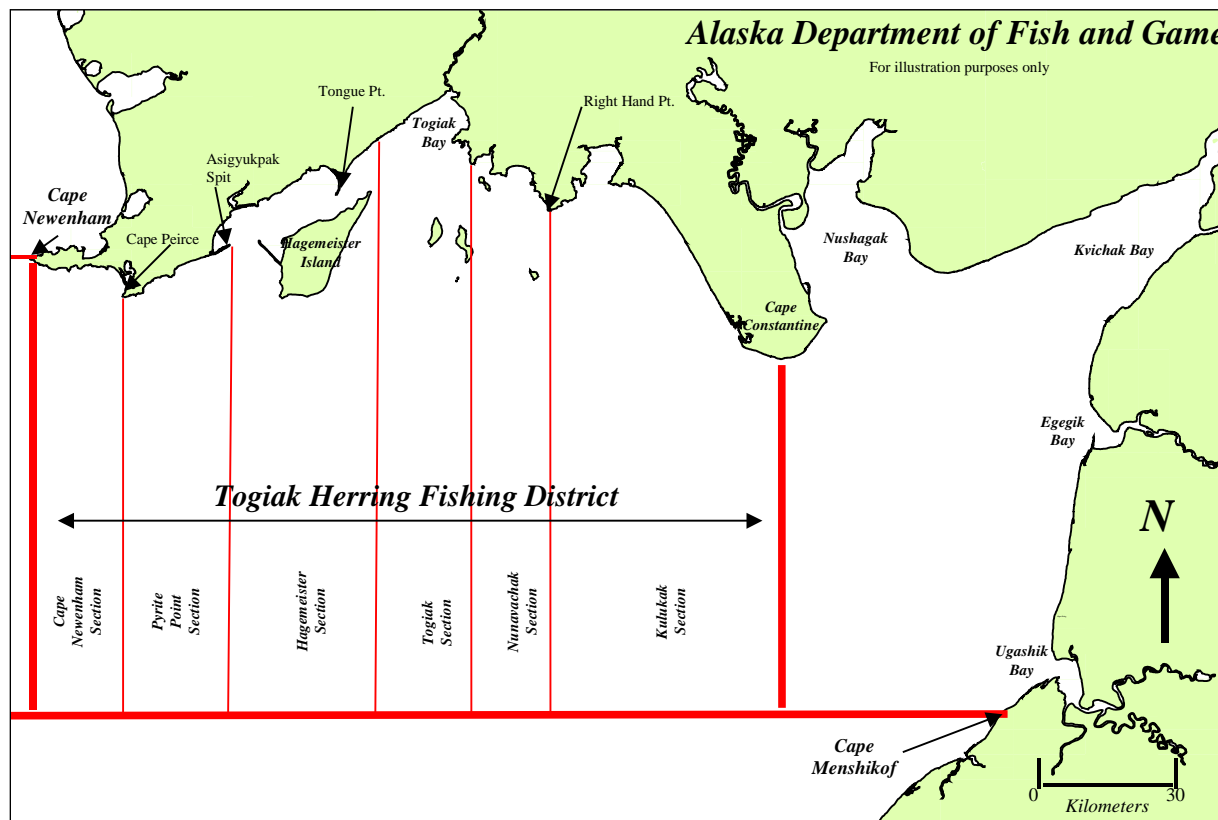 Alaska Department of Fish and Game
For illustration purposes only
Tongue Pt.
Right Hand Pt.
Togiak
Bay
Asigyukpak
Spit
Cape
Newenham
Cape Peirce
Hagemeister
Island
Nushagak
Bay
Kvichak Bay
Cape
Constantine
Egegik
Bay
Togiak Herring Fishing District
N
Cape
Newenham
Section
Pyrite
Point
Section
Hagemeister
Section
Togiak
Section
Nunavachak
Section
Kulukak
Section
Ugashik
Bay
Cape
Menshikof
0
30
Kilometers